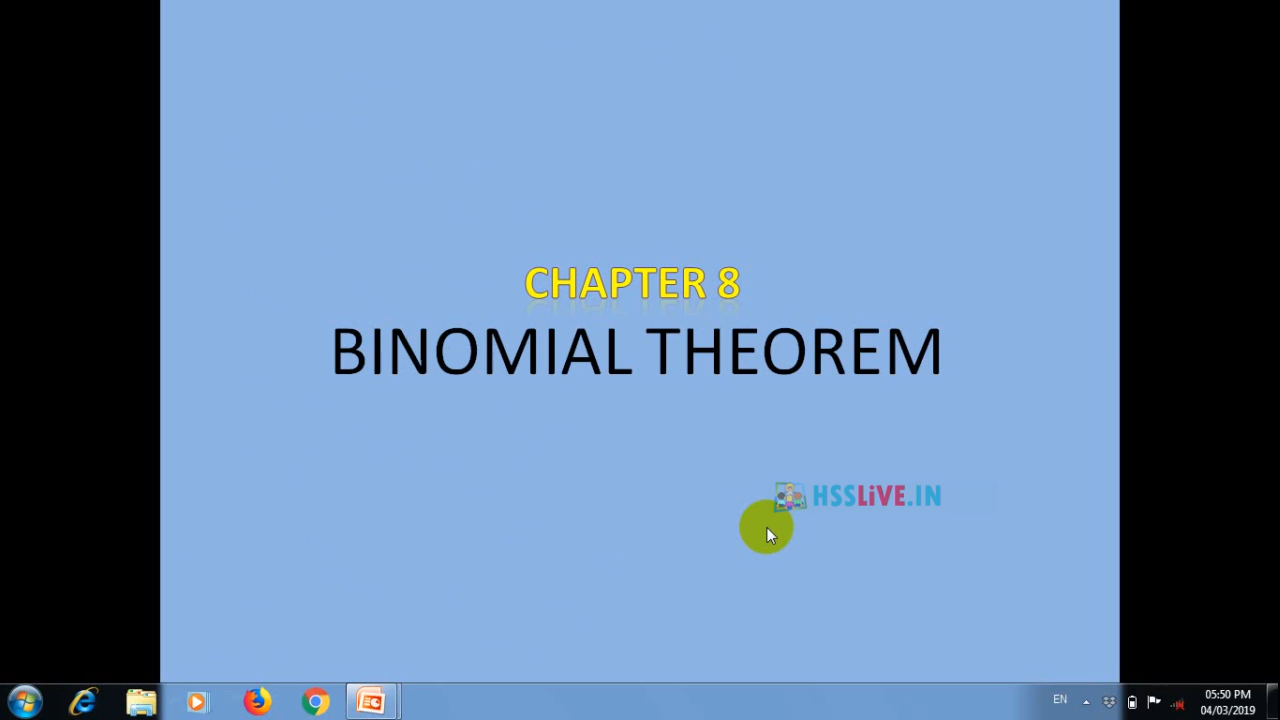 CHAPTER 8
BINOMIAL THEOREM
HSSLiVE.IN
EN
05:50 PM
04/03/2019